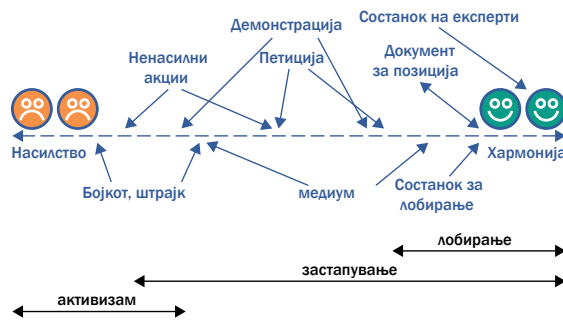 Состанок на експерти
Демонстрација
Ненасилни
акции
Петиција
Документ
за позиција
Насилство
Хармонија
Бојкот, штрајк
медиум
Состанок за
лобирање
лобирање
застапување
активизам